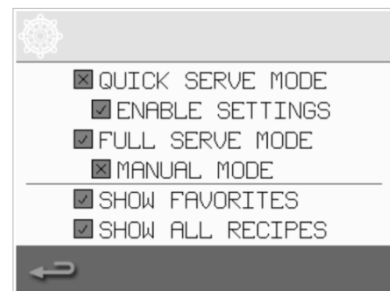 QUICK SERVE MODE
ENABLE SETTINGS
FULL SERVE MODE
MANUAL MODE
SHOW FAVORITES
SHOW ALL RECIPES